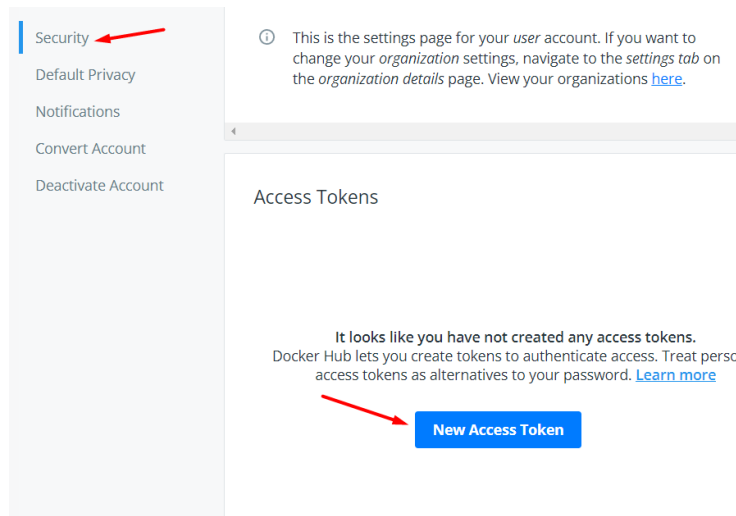 Security
Default Privacy
Notifications
Convert Account
Deactivate Account
This is the settings page for your user account. If you want to
change your organization settings, navigate to the settings tab on
the organization details page. View your organizations here.
Access Tokens
It looks like you have not created any access tokens.
Docker Hub lets you create tokens to authenticate access. Treat perso
access tokens as alternatives to your password. Learn more
New Access Token